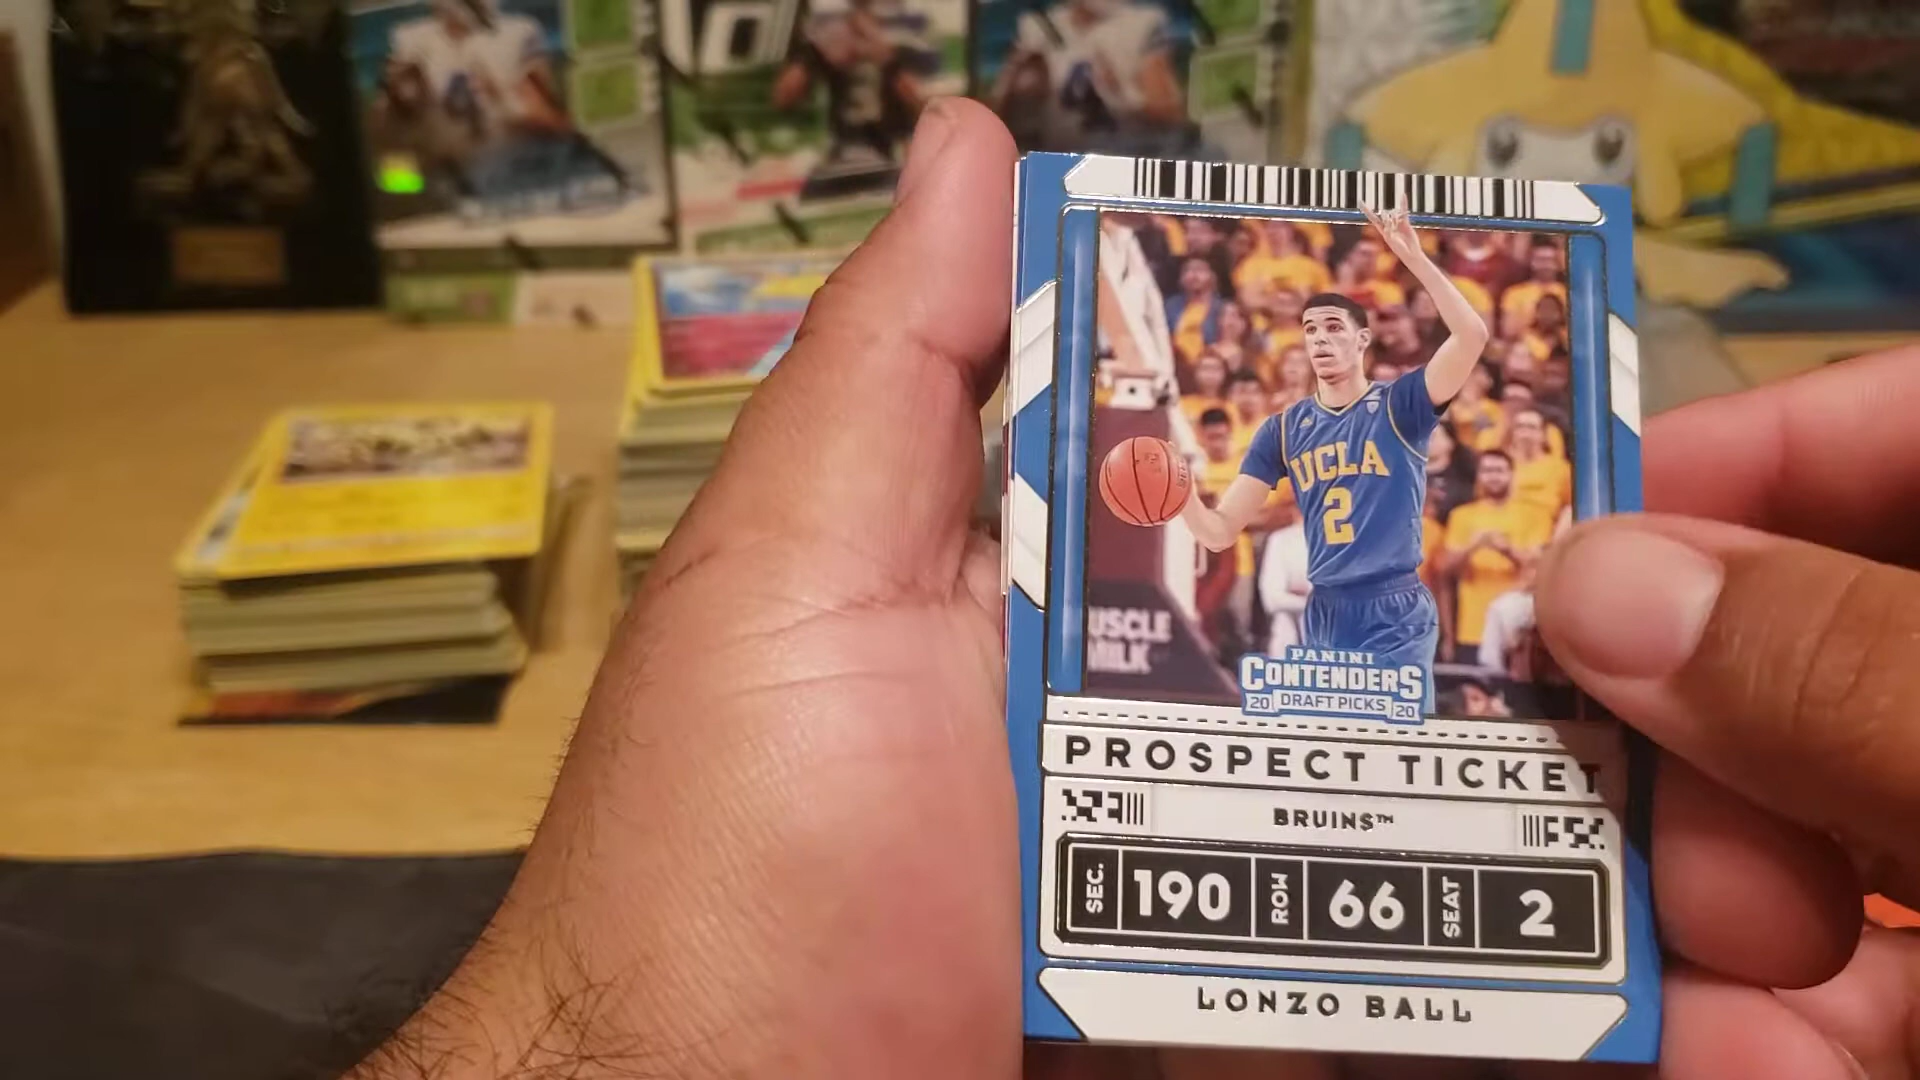 UCLA
2
USCLE
MILK
PANINI
CONTENDERS
20 DRAFT PICKS 20
PROSPECT TICKET
BRUINS™
SEC. 190 ROW 66 SEAT 2
LONZO BALL